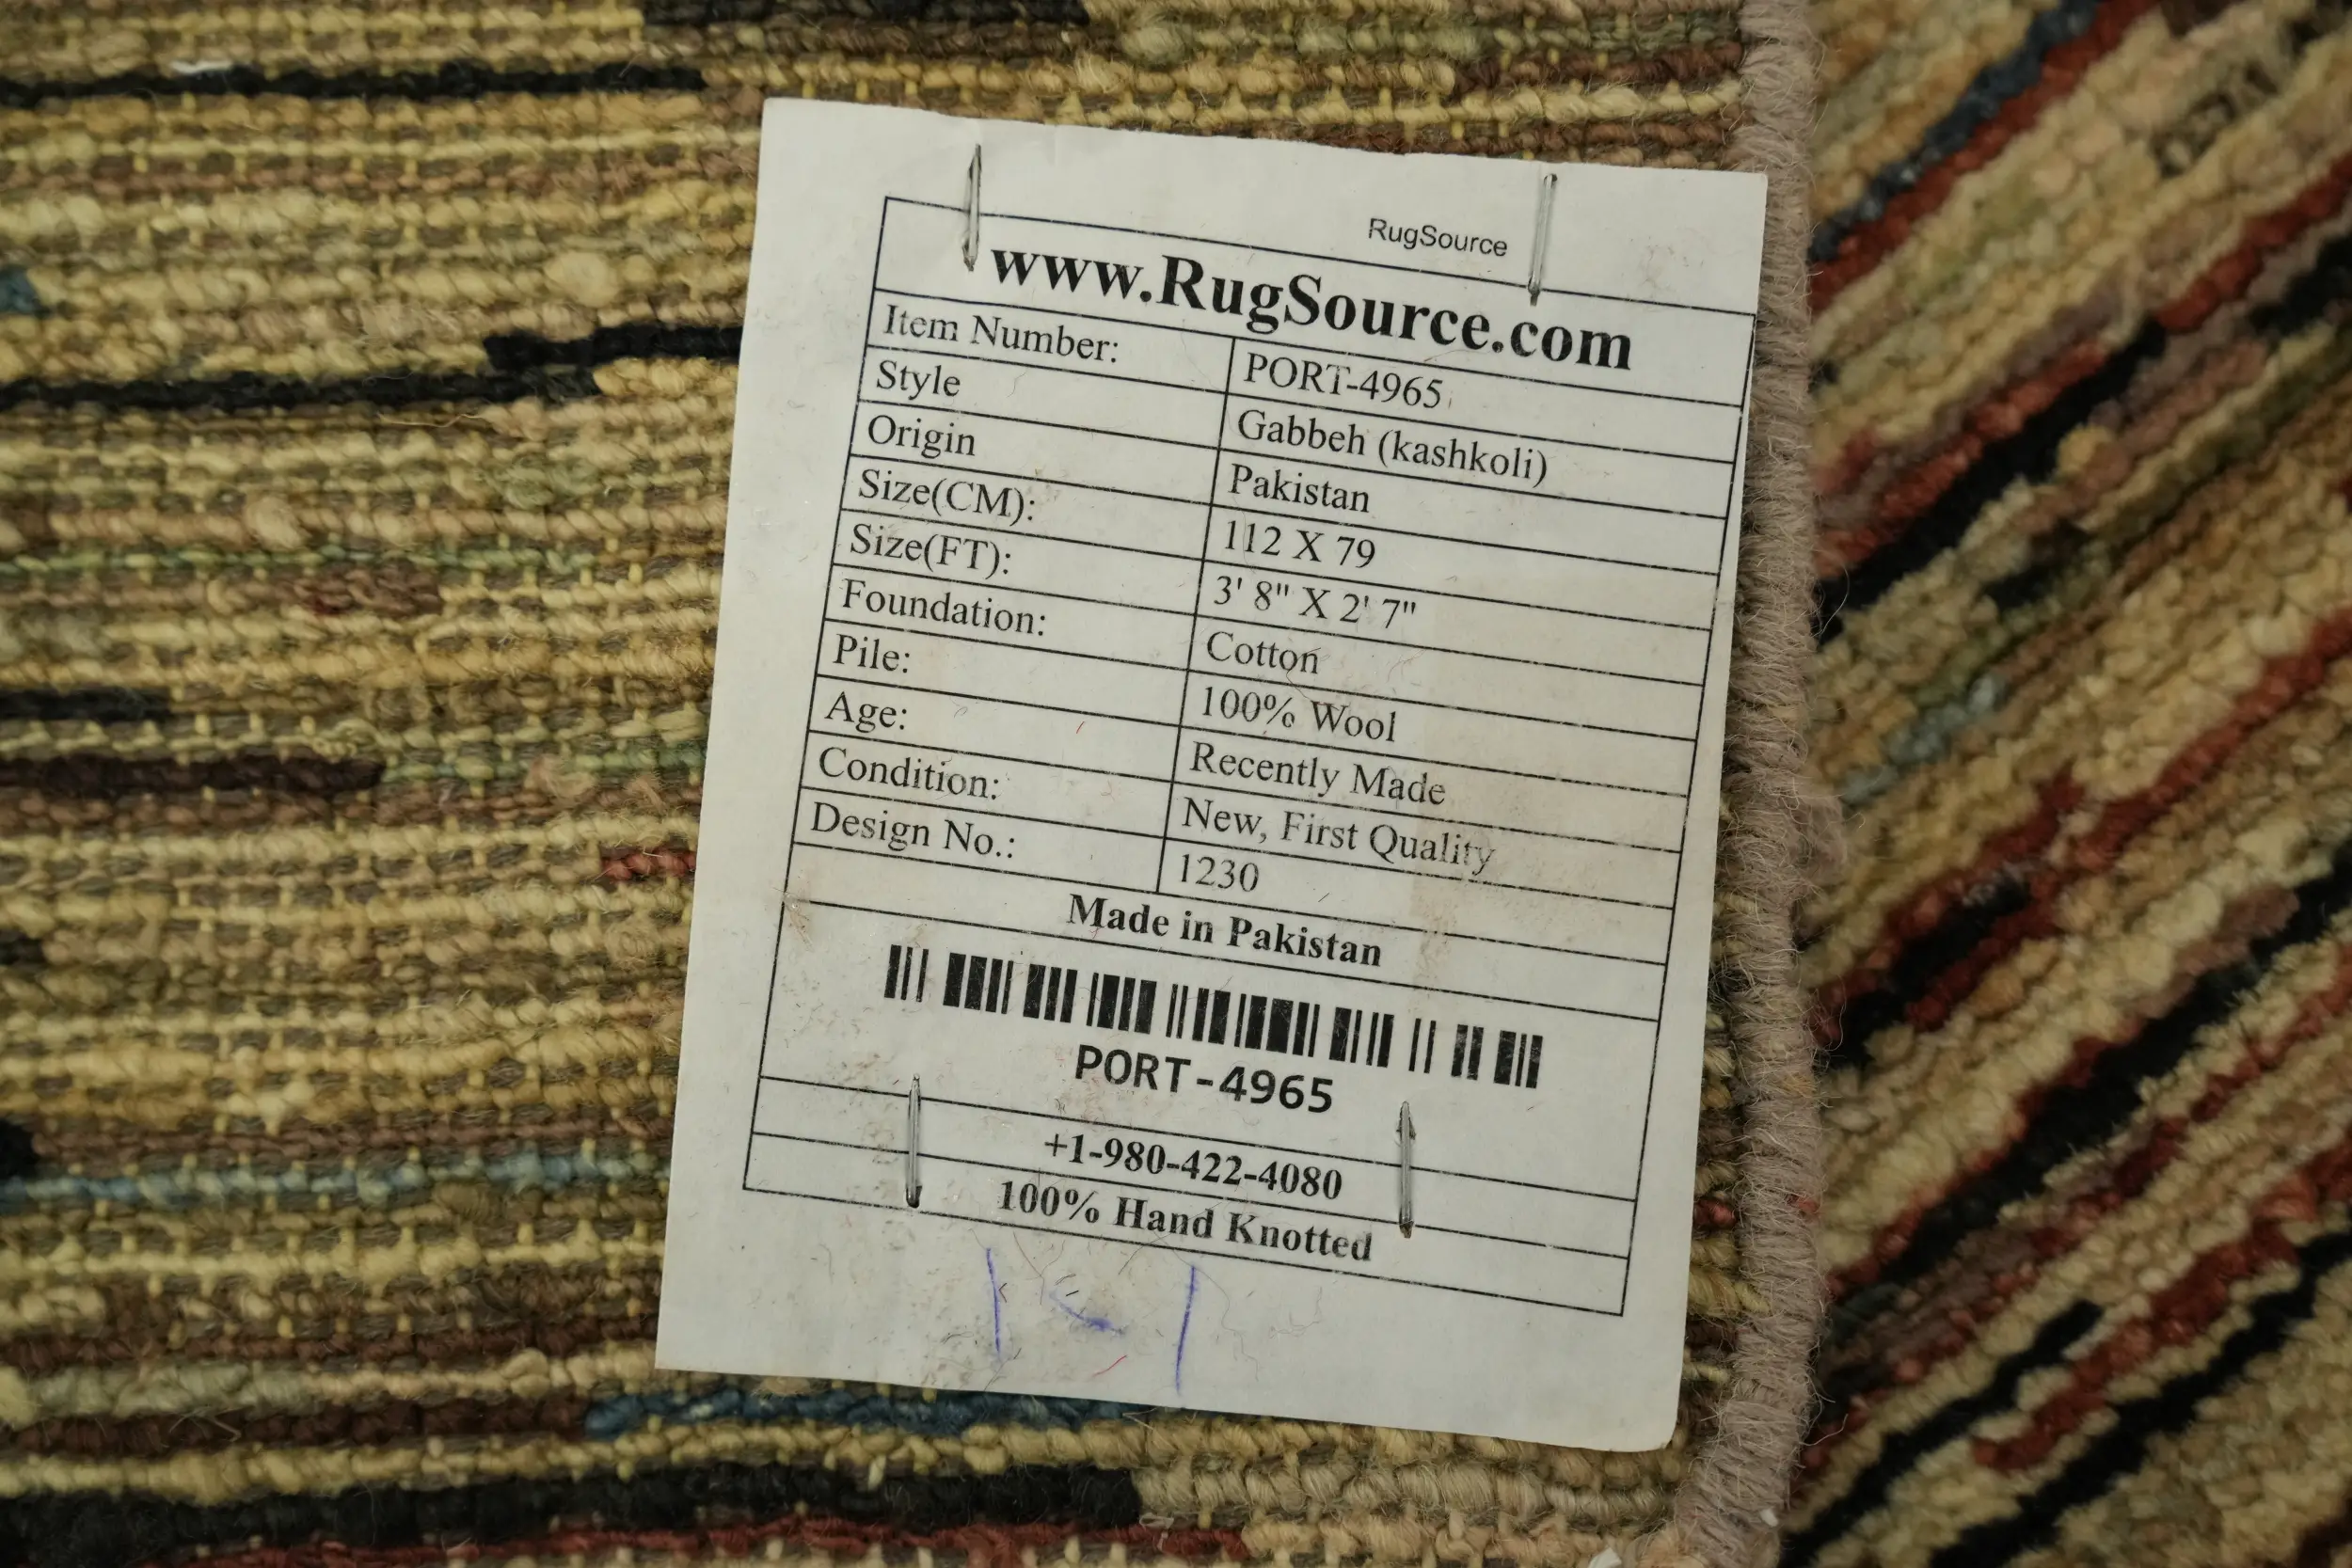 RugSource
www.RugSource.com
Item Number: PORT-4965
Style Gabbeh (kashkoli)
Origin Pakistan
Size(CM): 112 X 79
Size(FT): 3' 8" X 2' 7"
Foundation: Cotton
Pile: 100% Wool
Age: Recently Made
Condition: New, First Quality
Design No.: 1230
Made in Pakistan
PORT-4965
+1-980-422-4080
100% Hand Knotted